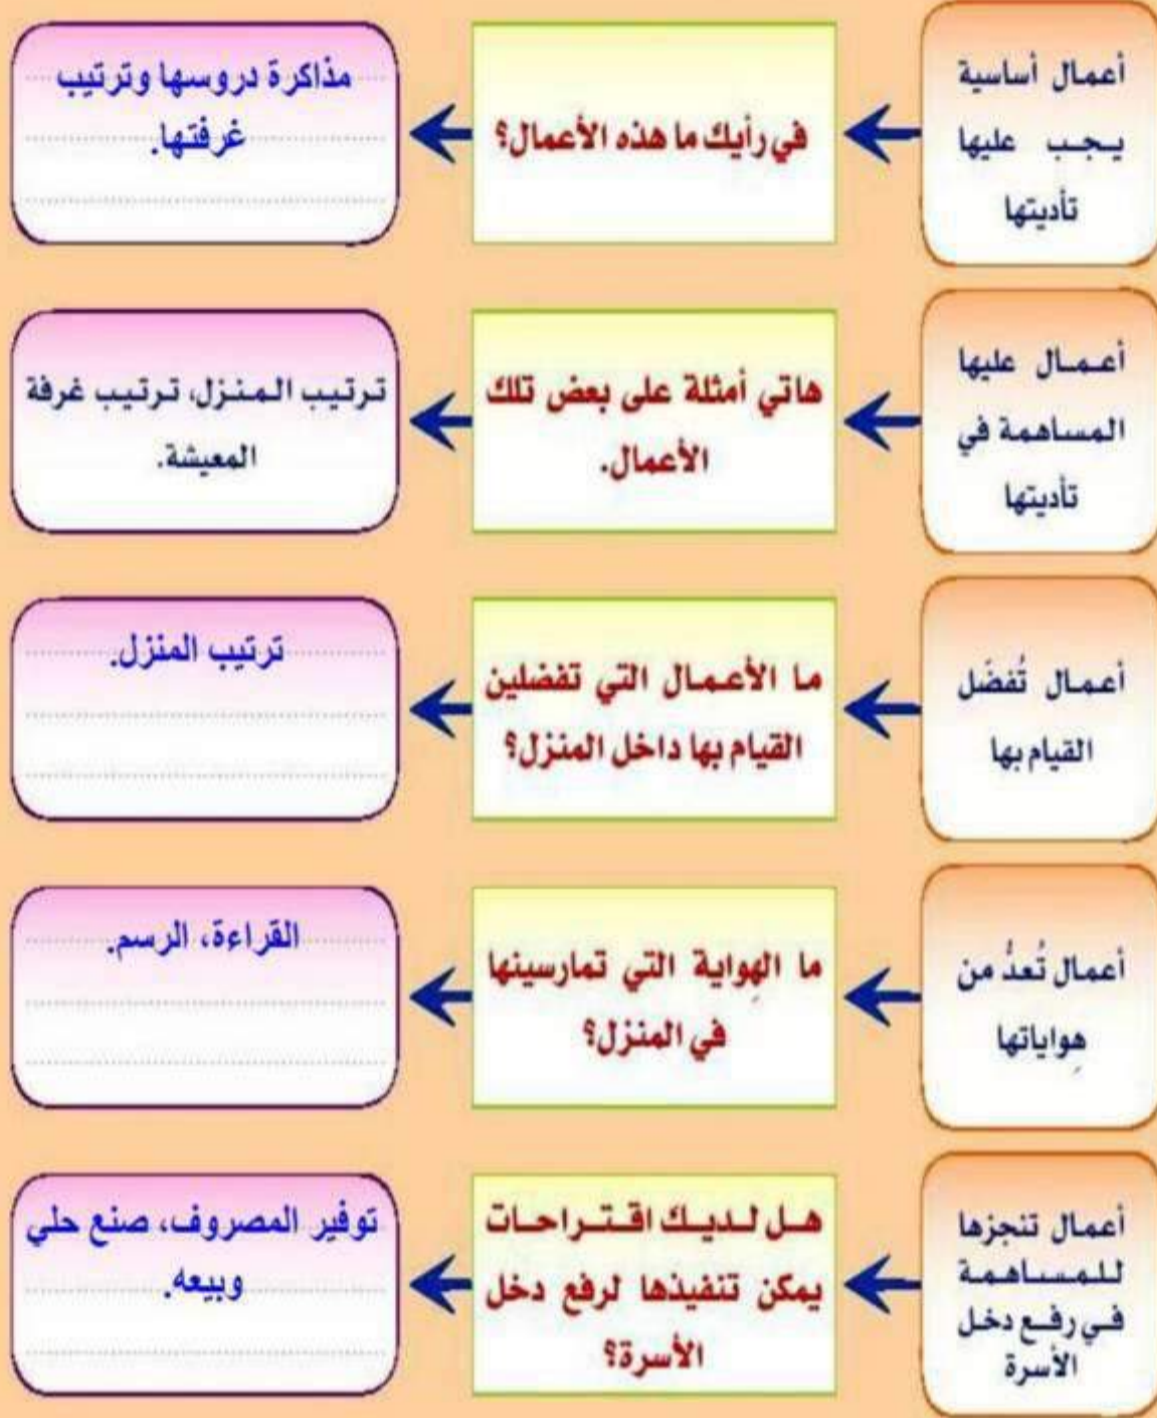 أعمال أساسية
يجب عليها
تأديتها
في رأيك ما هذه الأعمال؟
مذاكرة دروسها وترتيب
غرفتها.
أعمال عليها
المساهمة في
تأديتها
هاتي أمثلة على بعض تلك
الأعمال.
ترتيب المنزل، ترتيب غرفة
المعيشة.
أعمال تُفضّل
القيام بها
ما الأعمال التي تفضلين
القيام بها داخل المنزل؟
ترتيب المنزل.
أعمال تُعدُّ من
هِواياتها
ما الهِواية التي تمارسينها
في المنزل؟
القراءة، الرسم.
أعمال تنجزها
للمساهمة
في رفع دخل
الأسرة
هل لديك اقتراحات
يمكن تنفيذها لرفع دخل
الأسرة؟
توفير المصروف، صنع حلي
وبيعه.